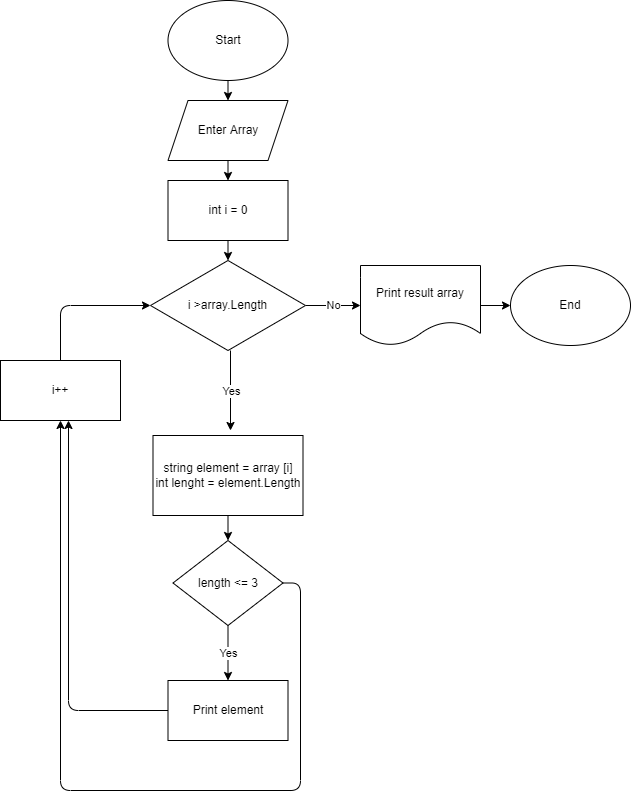 Start
Enter Array
int i = 0
i >array.Length
No
Print result array
End
i++
Yes
string element = array [i]
int lenght = element.Length
length <= 3
Yes
Print element